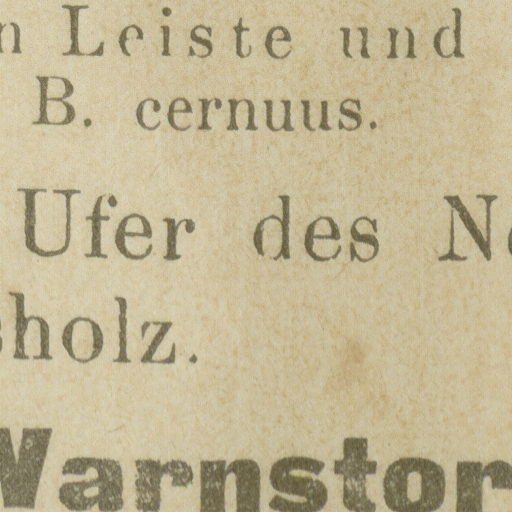 n Leiste und
B. cernuus.
Ufer des N
holz.
Warnstor